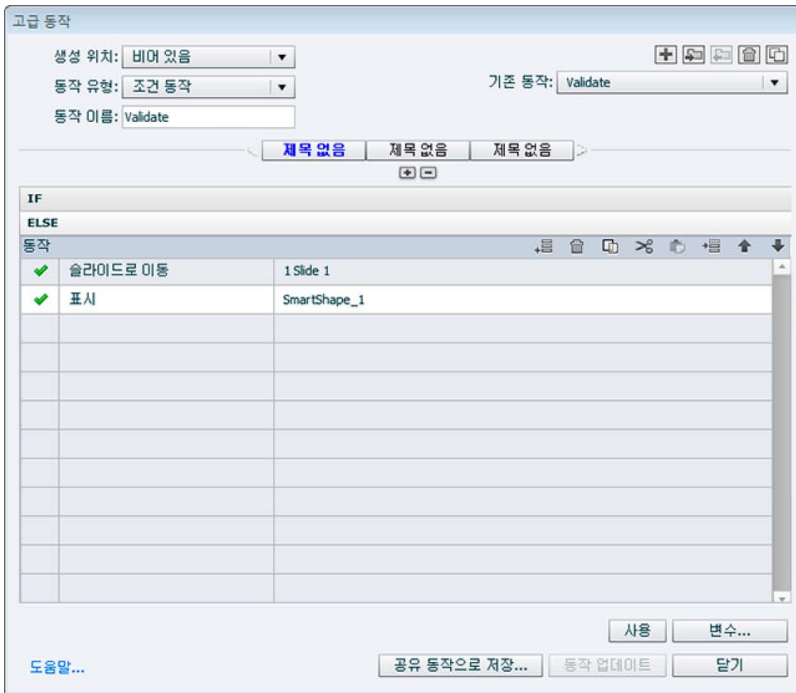 고급 동작
생성 위치: 비어 있음
동작 유형: 조건 동작
기존 동작: Validate
동작 이름: Validate
제목 없음 제목 없음 제목 없음
IF
ELSE
동작
슬라이드로 이동 1 Slide 1
표시 SmartShape_1
사용 변수...
도움말... 공유 동작으로 저장... 동작 업데이트 닫기